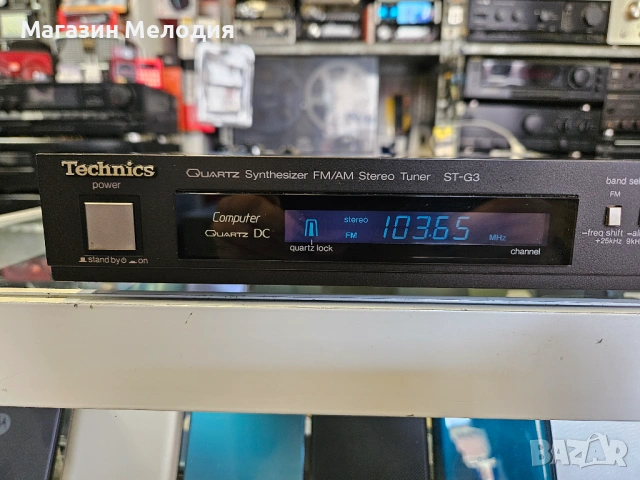 Магазин Мелодия
Technics
QUARTZ Synthesizer FM/AM Stereo Tuner ST-G3
power
band sel
FM
Computer
QUARTZ DC
stereo
FM
103.65
MHz
quartz lock
channel
stand by on
-freq shift
+25kHz 9kH
BAZAR